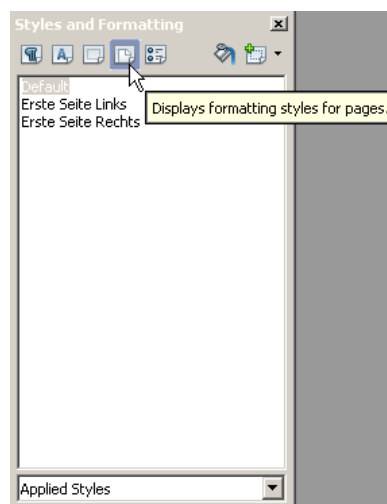 Styles and Formatting
Default
Erste Seite Links
Displays formatting styles for pages.
Erste Seite Rechts
Applied Styles